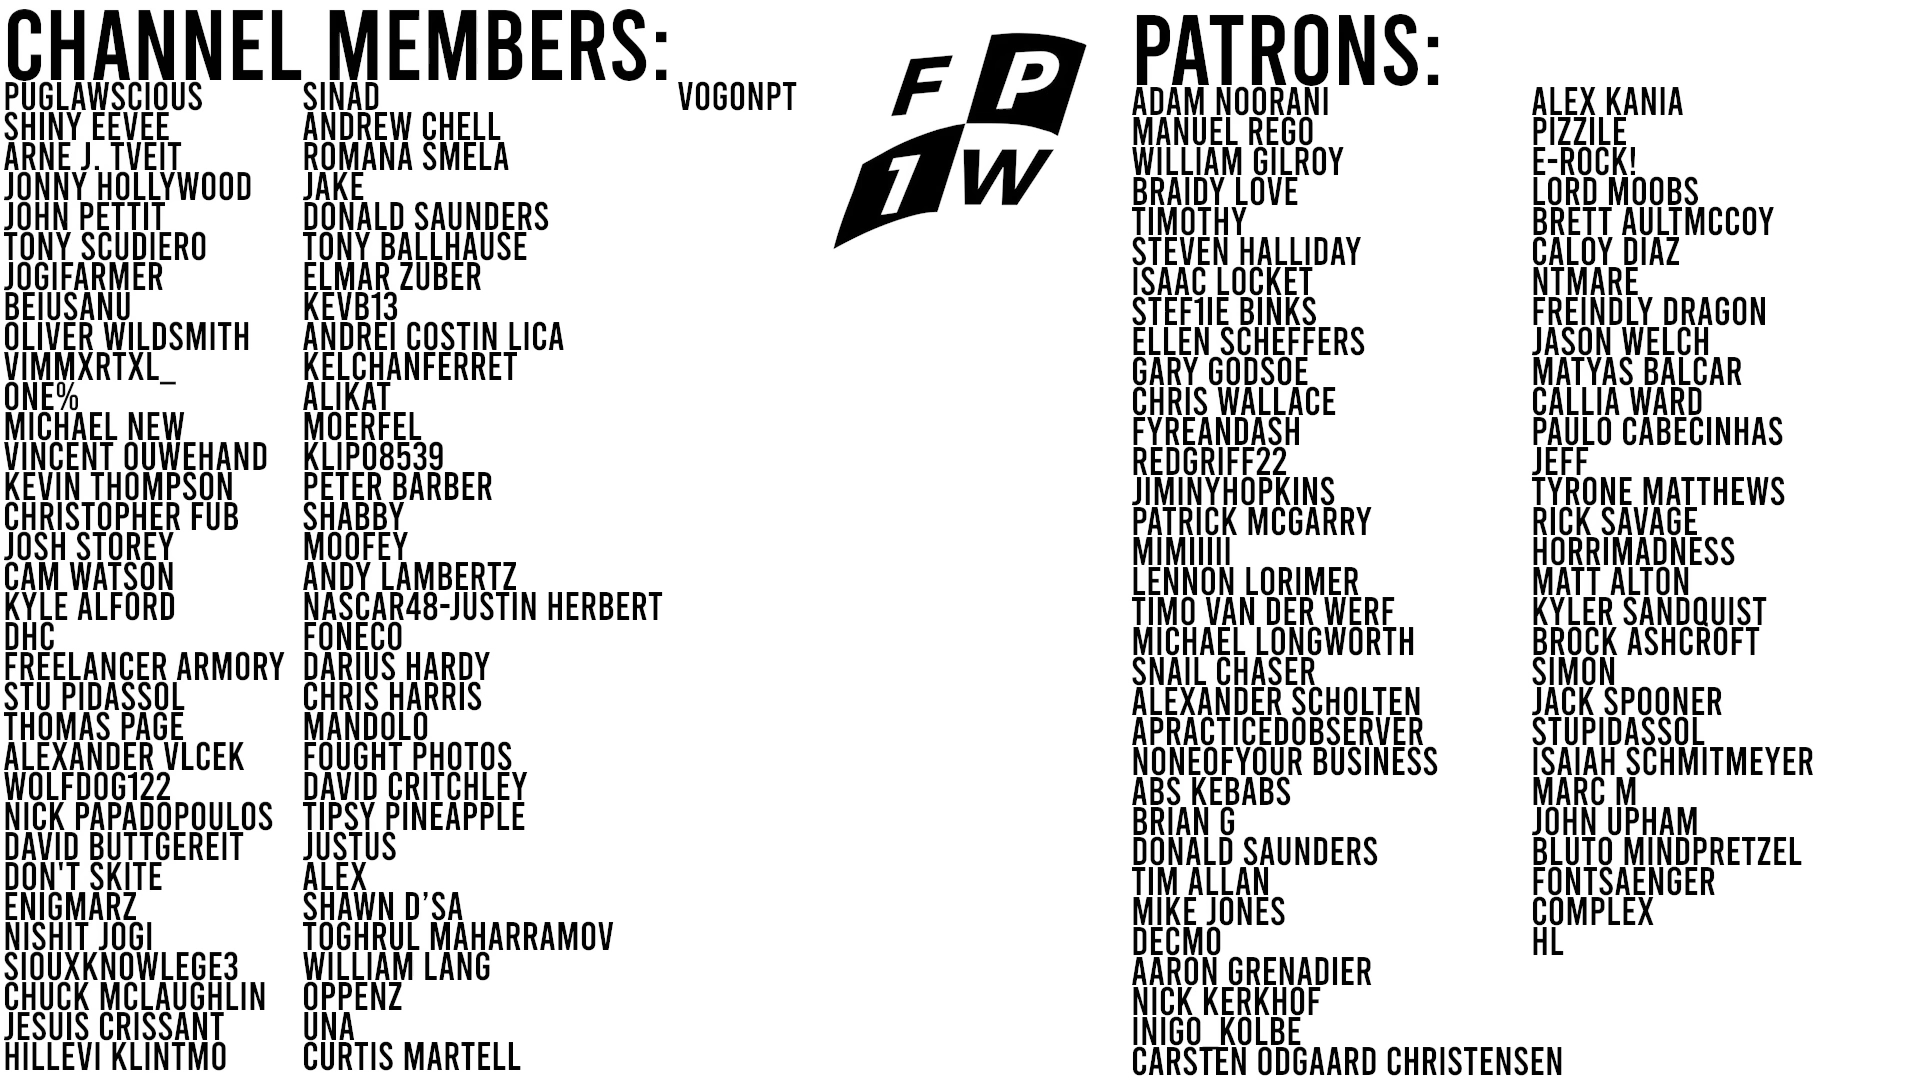 CHANNEL MEMBERS:
PUGLAWSCIOUS
SHINY EEVEE
ARNE J. TVEIT
JONNY HOLLYWOOD
JOHN PETTIT
TONY SCUDIERO
JOGIFARMER
BEIUSANU
OLIVER WILDSMITH
VIMMXRTXL_
ONE%
MICHAEL NEW
VINCENT OUWEHAND
KEVIN THOMPSON
CHRISTOPHER FUB
JOSH STOREY
CAM WATSON
KYLE ALFORD
DHC
FREELANCER ARMORY
STU PIDASSOL
THOMAS PAGE
ALEXANDER VLCEK
WOLFDOG122
NICK PAPADOPOULOS
DAVID BUTTGEREIT
DON'T SKITE
ENIGMARZ
NISHIT JOGI
SIOUXKNOWLEGE3
CHUCK MCLAUGHLIN
JESUIS CRISSANT
HILLEVI KLINTMO
SINAD
ANDREW CHELL
ROMANA SMELA
JAKE
DONALD SAUNDERS
TONY BALLHAUSE
ELMAR ZUBER
KEVB13
ANDREI COSTIN LICA
KELCHANFERRET
ALIKAT
MOERFEL
KLIPO8539
PETER BARBER
SHABBY
MOOFEY
ANDY LAMBERTZ
NASCAR48-JUSTIN HERBERT
FONECO
DARIUS HARDY
CHRIS HARRIS
MANDOLO
FOUGHT PHOTOS
DAVID CRITCHLEY
TIPSY PINEAPPLE
JUSTUS
ALEX
SHAWN D’SA
TOGHRUL MAHARRAMOV
WILLIAM LANG
OPPENZ
UNA
CURTIS MARTELL
VOGONPT
F P
1 W
PATRONS:
ADAM NOORANI
MANUEL REGO
WILLIAM GILROY
BRAIDY LOVE
TIMOTHY
STEVEN HALLIDAY
ISAAC LOCKET
STEF1IE BINKS
ELLEN SCHEFFERS
GARY GODSOE
CHRIS WALLACE
FYREANDASH
REDGRIFF22
JIMINYHOPKINS
PATRICK MCGARRY
MIMIIIII
LENNON LORIMER
TIMO VAN DER WERF
MICHAEL LONGWORTH
SNAIL CHASER
ALEXANDER SCHOLTEN
APRACTICEDOBSERVER
NONEOFYOUR BUSINESS
ABS KEBABS
BRIAN G
DONALD SAUNDERS
TIM ALLAN
MIKE JONES
DECMO
AARON GRENADIER
NICK KERKHOF
INIGO_KOLBE
CARSTEN ODGAARD CHRISTENSEN
ALEX KANIA
PIZZILE
E-ROCK!
LORD MOOBS
BRETT AULTMCCOY
CALOY DIAZ
NTMARE
FREINDLY DRAGON
JASON WELCH
MATYAS BALCAR
CALLIA WARD
PAULO CABECINHAS
JEFF
TYRONE MATTHEWS
RICK SAVAGE
HORRIMADNESS
MATT ALTON
KYLER SANDQUIST
BROCK ASHCROFT
SIMON
JACK SPOONER
STUPIDASSOL
ISAIAH SCHMITMEYER
MARC M
JOHN UPHAM
BLUTO MINDPRETZEL
FONTSAENGER
COMPLEX
HL